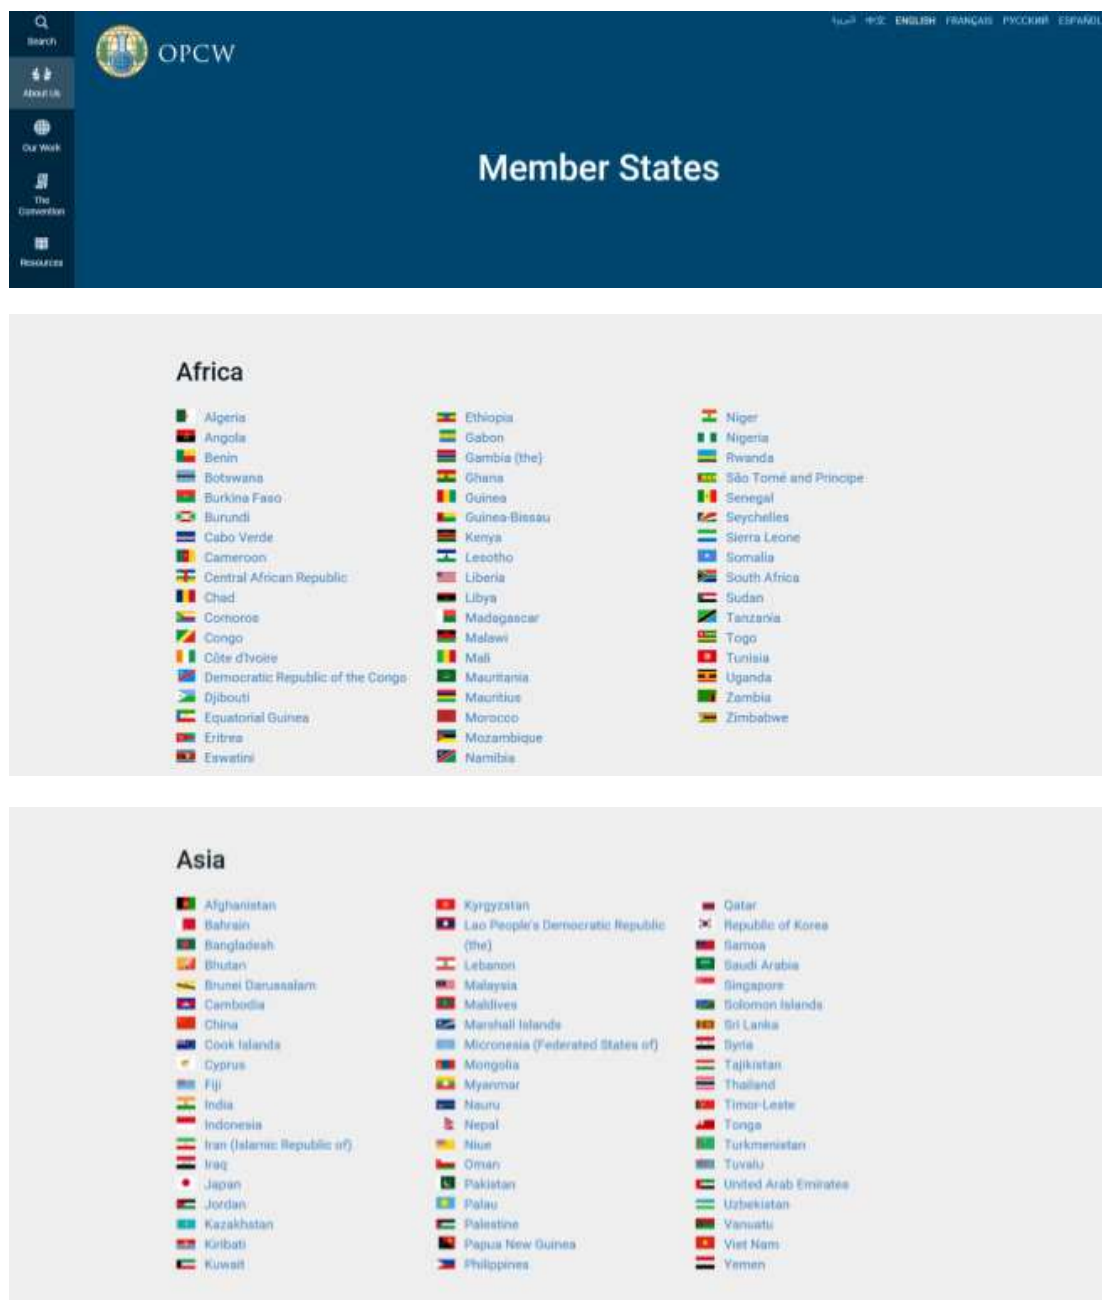 العربية 中文 ENGLISH FRANÇAIS РУССКИЙ ESPAÑOL
Search
About Us
Our Work
The
Convention
Resources
OPCW
Member States
Africa
Algeria
Angola
Benin
Botswana
Burkina Faso
Burundi
Cabo Verde
Cameroon
Central African Republic
Chad
Comoros
Congo
Côte d'Ivoire
Democratic Republic of the Congo
Djibouti
Equatorial Guinea
Eritrea
Eswatini
Ethiopia
Gabon
Gambia (the)
Ghana
Guinea
Guinea-Bissau
Kenya
Lesotho
Liberia
Libya
Madagascar
Malawi
Mali
Mauritania
Mauritius
Morocco
Mozambique
Namibia
Niger
Nigeria
Rwanda
São Tomé and Principe
Senegal
Seychelles
Sierra Leone
Somalia
South Africa
Sudan
Tanzania
Togo
Tunisia
Uganda
Zambia
Zimbabwe
Asia
Afghanistan
Bahrain
Bangladesh
Bhutan
Brunei Darussalam
Cambodia
China
Cook Islands
Cyprus
Fiji
India
Indonesia
Iran (Islamic Republic of)
Iraq
Japan
Jordan
Kazakhstan
Kiribati
Kuwait
Kyrgyzstan
Lao People's Democratic Republic
(the)
Lebanon
Malaysia
Maldives
Marshall Islands
Micronesia (Federated States of)
Mongolia
Myanmar
Nauru
Nepal
Niue
Oman
Pakistan
Palau
Palestine
Papua New Guinea
Philippines
Qatar
Republic of Korea
Samoa
Saudi Arabia
Singapore
Solomon Islands
Sri Lanka
Syria
Tajikistan
Thailand
Timor-Leste
Tonga
Turkmenistan
Tuvalu
United Arab Emirates
Uzbekistan
Vanuatu
Viet Nam
Yemen